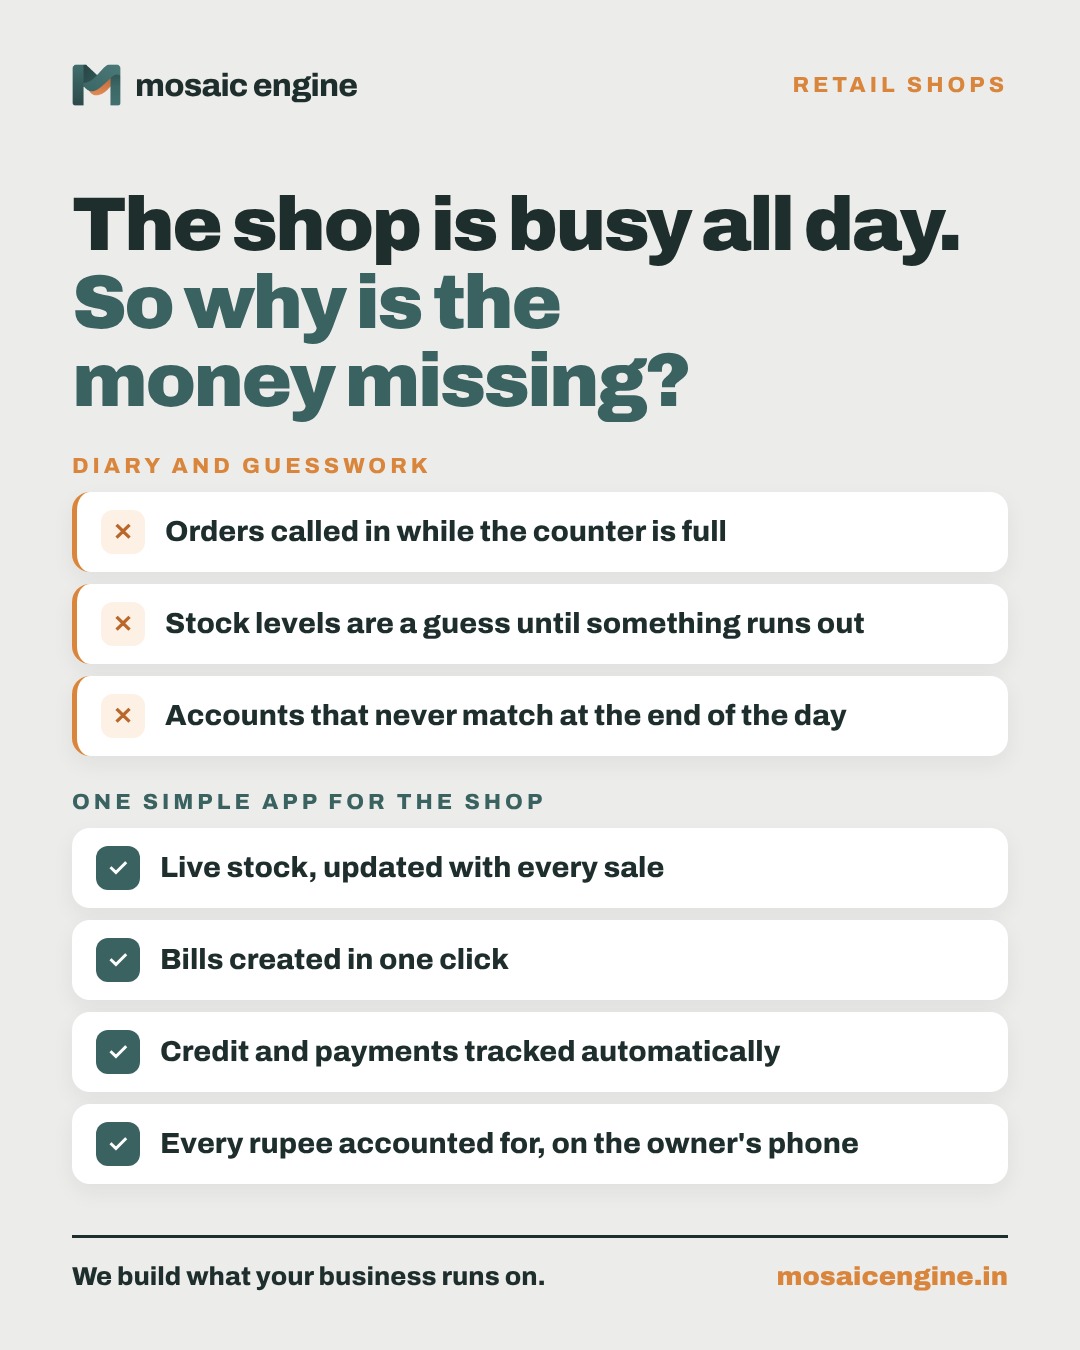 mosaic engine
RETAIL SHOPS
The shop is busy all day.
So why is the
money missing?
DIARY AND GUESSWORK
Orders called in while the counter is full
Stock levels are a guess until something runs out
Accounts that never match at the end of the day
ONE SIMPLE APP FOR THE SHOP
Live stock, updated with every sale
Bills created in one click
Credit and payments tracked automatically
Every rupee accounted for, on the owner's phone
We build what your business runs on.
mosaicengine.in